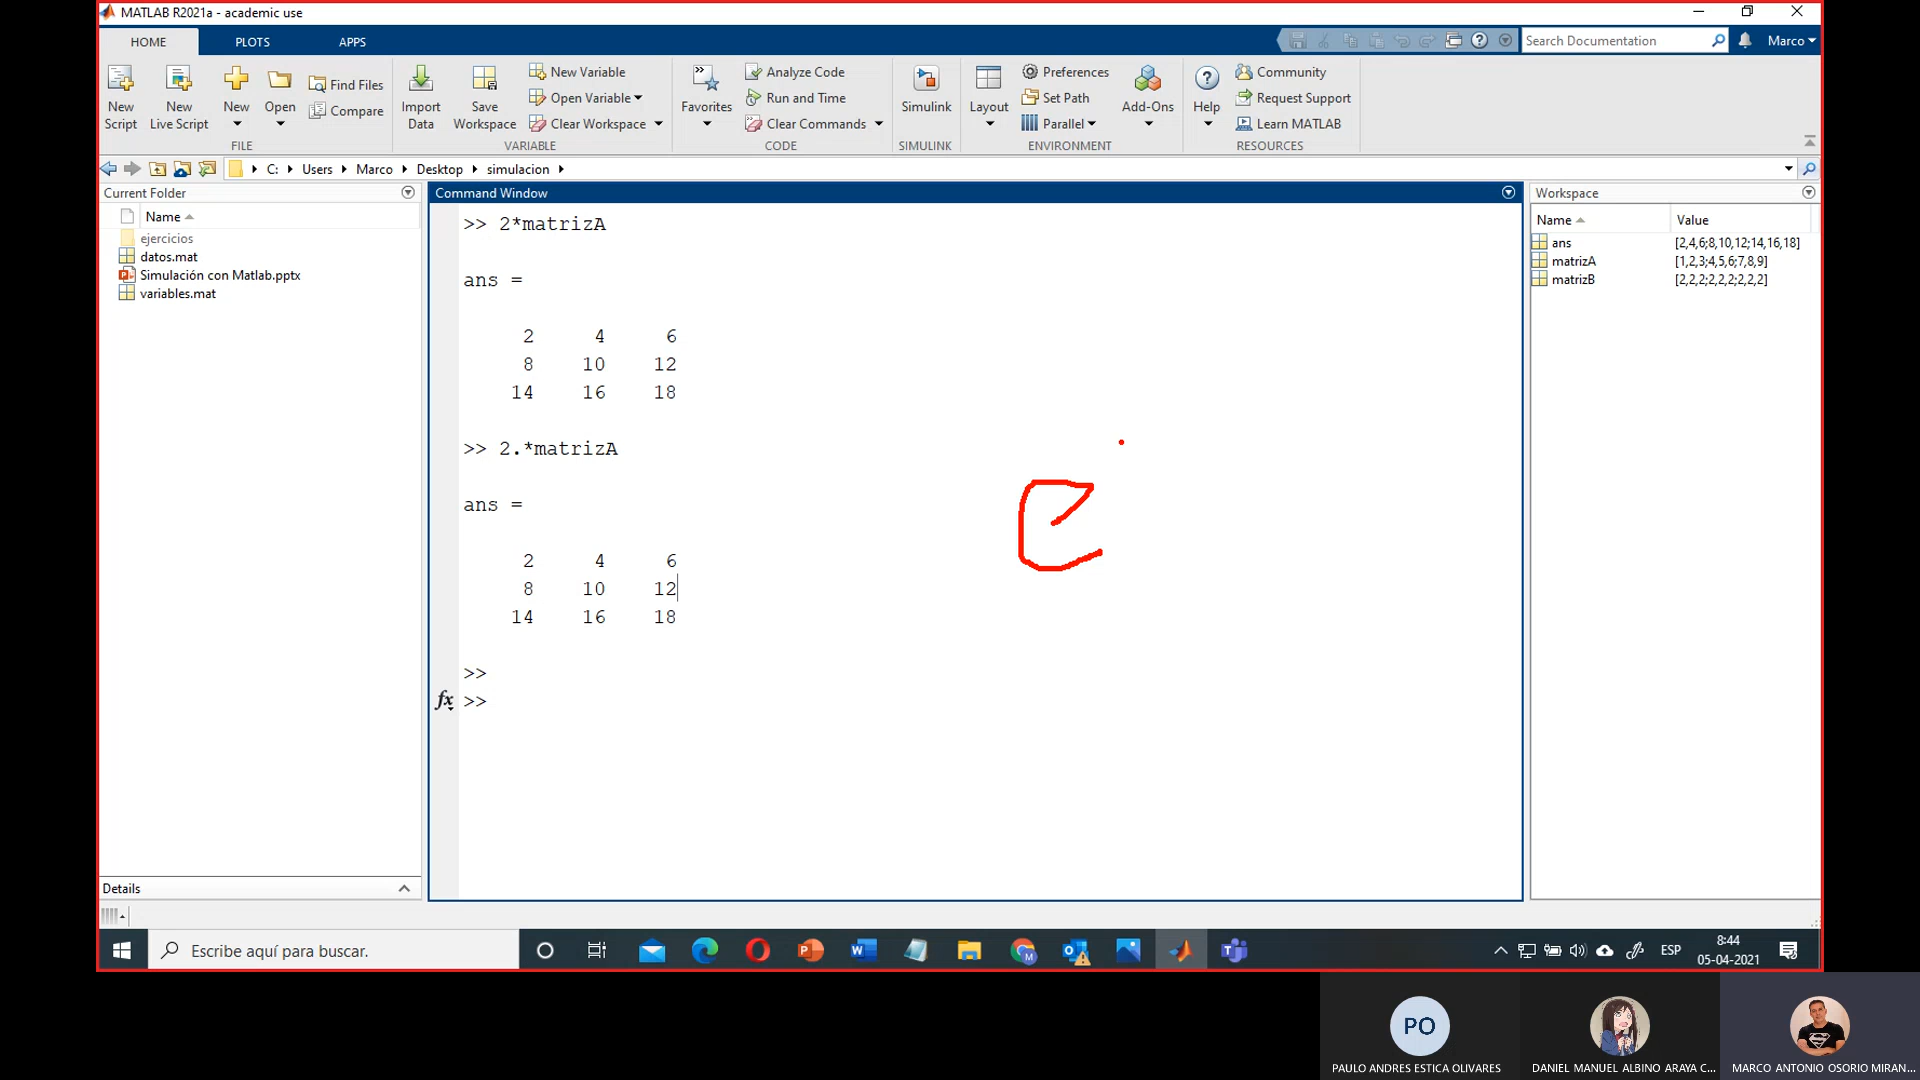 MATLAB R2021a - academic use
HOME PLOTS APPS
Search Documentation
Marco
New Script
New Live Script
New
Open
Find Files
Compare
FILE
Import Data
Save Workspace
New Variable
Open Variable
Clear Workspace
VARIABLE
Favorites
Analyze Code
Run and Time
Clear Commands
CODE
Simulink
SIMULINK
Layout
Preferences
Set Path
Parallel
Add-Ons
ENVIRONMENT
Help
Community
Request Support
Learn MATLAB
RESOURCES
C: Users Marco Desktop simulacion
Current Folder
Name
ejercicios
datos.mat
Simulación con Matlab.pptx
variables.mat
Details
Command Window
>> 2*matrizA
ans =
2 4 6
8 10 12
14 16 18
>> 2.*matrizA
ans =
2 4 6
8 10 12
14 16 18
>>
fx >>
Workspace
Name Value
ans [2,4,6;8,10,12;14,16,18]
matrizA [1,2,3;4,5,6;7,8,9]
matrizB [2,2,2;2,2,2;2,2,2]
Escribe aquí para buscar.
ESP
8:44
05-04-2021
PO
PAULO ANDRES ESTICA OLIVARES
DANIEL MANUEL ALBINO ARAYA C...
MARCO ANTONIO OSORIO MIRAN...